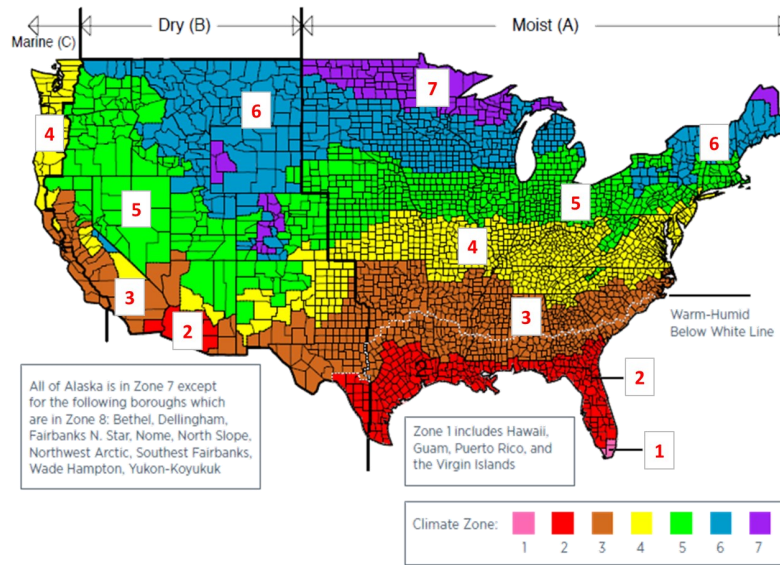 Dry (B)
Moist (A)
Marine (C)
7
6
4
6
5
5
4
3
3
2
Warm-Humid
Below White Line
2
2
1
All of Alaska is in Zone 7 except
for the following boroughs which
are in Zone 8: Bethel, Dellingham,
Fairbanks N. Star, Nome, North Slope,
Northwest Arctic, Southest Fairbanks,
Wade Hampton, Yukon-Koyukuk
Zone 1 includes Hawaii,
Guam, Puerto Rico, and
the Virgin Islands
Climate Zone:
1 2 3 4 5 6 7